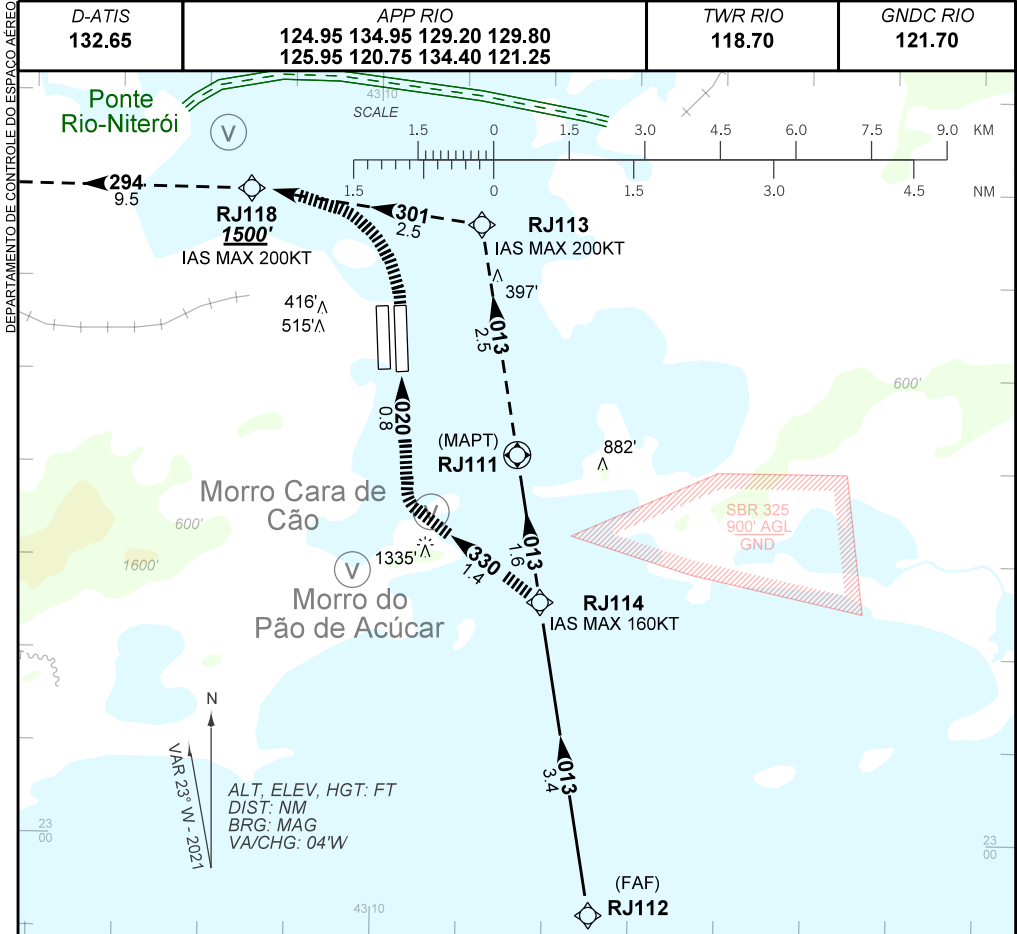 DEPARTAMENTO DE CONTROLE DO ESPAÇO AÉREO
D-ATIS
132.65
APP RIO
124.95 134.95 129.20 129.80
125.95 120.75 134.40 121.25
TWR RIO
118.70
GNDC RIO
121.70
Ponte
Rio-Niterói
V
43 10
SCALE
1.5 0 1.5 3.0 4.5 6.0 7.5 9.0 KM
1.5 0 1.5 3.0 4.5 NM
294
9.5
RJ118
1500'
IAS MAX 200KT
301
2.5
RJ113
IAS MAX 200KT
397'
416'
515'
013
2.5
600'
020
0.8
(MAPT)
RJ111
882'
Morro Cara de
Cão
V
600'
1600'
1335'
V
330
1.4
013
1.6
SBR 325
900' AGL
GND
Morro do
Pão de Acúcar
RJ114
IAS MAX 160KT
N
VAR 23° W - 2021
ALT, ELEV, HGT: FT
DIST: NM
BRG: MAG
VA/CHG: 04'W
013
3.4
23
00
23
00
43 10
(FAF)
RJ112